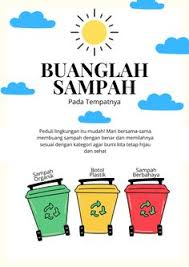 BUANGLAH
SAMPAH
Pada Tempatnya
Peduli lingkungan itu mudah! Mari bersama-sama
membuang sampah dengan benar dan memilahnya
sesuai dengan kategori agar bumi kita tetap hijau
dan sehat
Sampah
Organik
Botol
Plastik
Sampah
Berbahaya